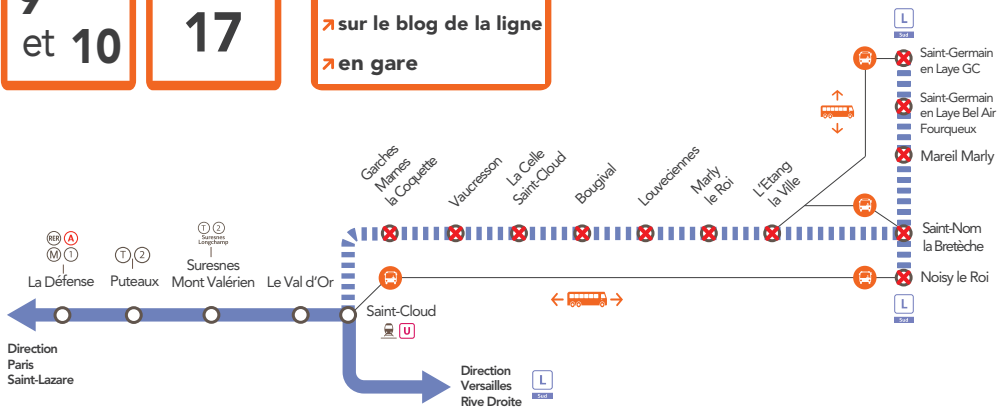 9
et 10
17
sur le blog de la ligne
en gare
L
Sud
Saint-Germain
en Laye GC
Saint-Germain
en Laye Bel Air
Fourqueux
Mareil Marly
Garches
Marnes
la Coquette
Vaucresson
La Celle
Saint-Cloud
Bougival
Louveciennes
Marly
le Roi
L'Etang
la Ville
Saint-Nom
la Bretèche
Noisy le Roi
L
Sud
RER A
M 1
La Défense
T 2
Puteaux
T 2
Suresnes
Longchamp
Suresnes
Mont Valérien
Le Val d'Or
Saint-Cloud
U
Direction
Paris
Saint-Lazare
Direction
Versailles
Rive Droite
L
Sud